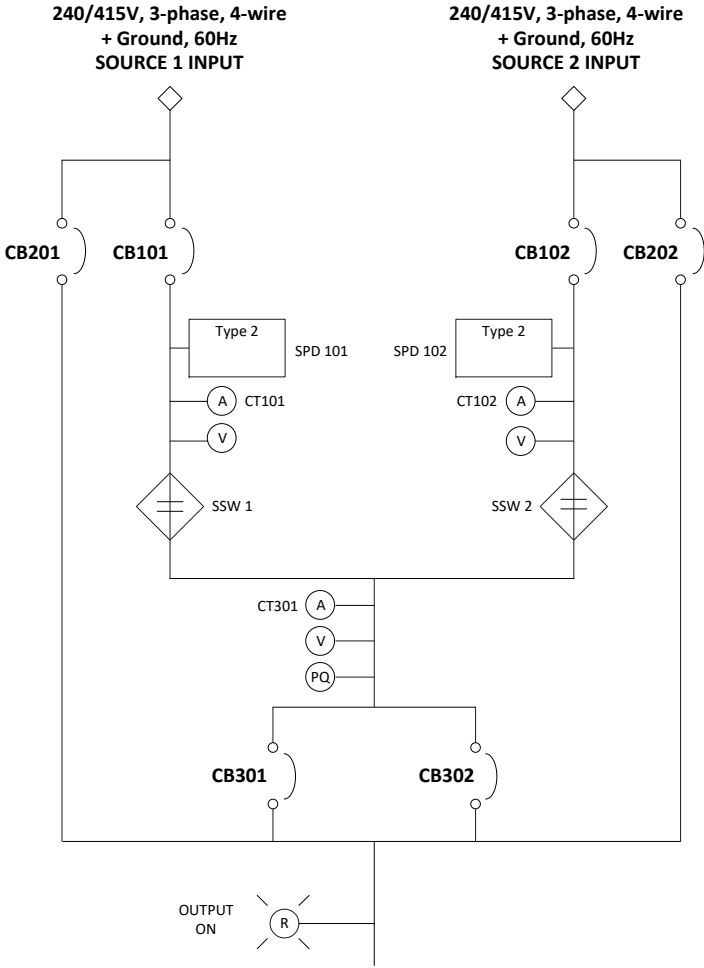 240/415V, 3-phase, 4-wire
+ Ground, 60Hz
SOURCE 1 INPUT
240/415V, 3-phase, 4-wire
+ Ground, 60Hz
SOURCE 2 INPUT
CB201
CB101
CB102
CB202
Type 2
SPD 101
SPD 102
Type 2
A
CT101
CT102
A
V
V
SSW 1
SSW 2
CT301
A
V
PQ
CB301
CB302
OUTPUT
ON
R